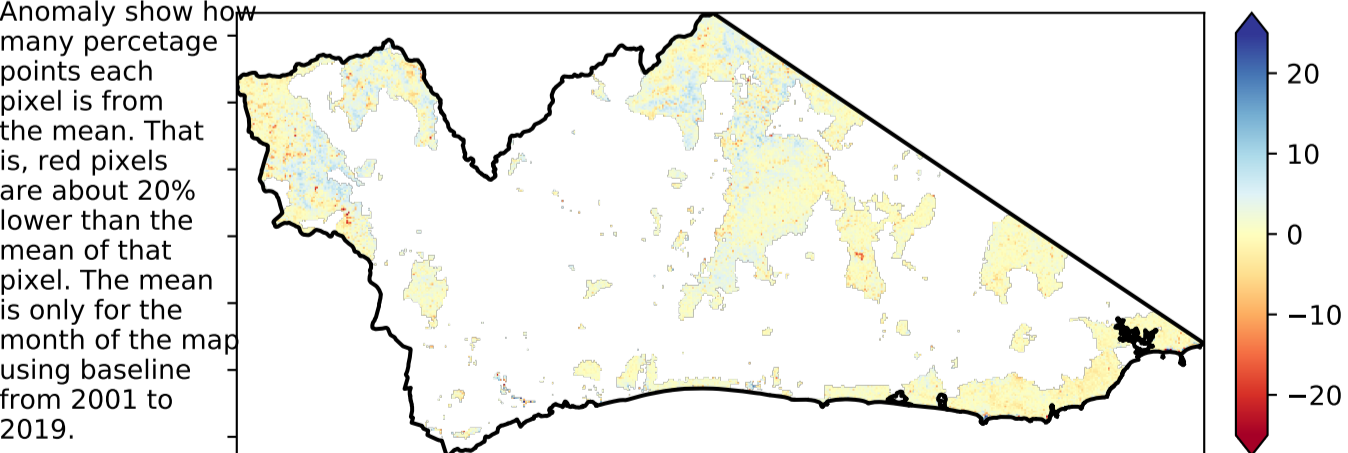 Anomaly show how
many percetage
points each
pixel is from
the mean. That
is, red pixels
are about 20%
lower than the
mean of that
pixel. The mean
is only for the
month of the map
using baseline
from 2001 to
2019.
20
10
0
−10
−20